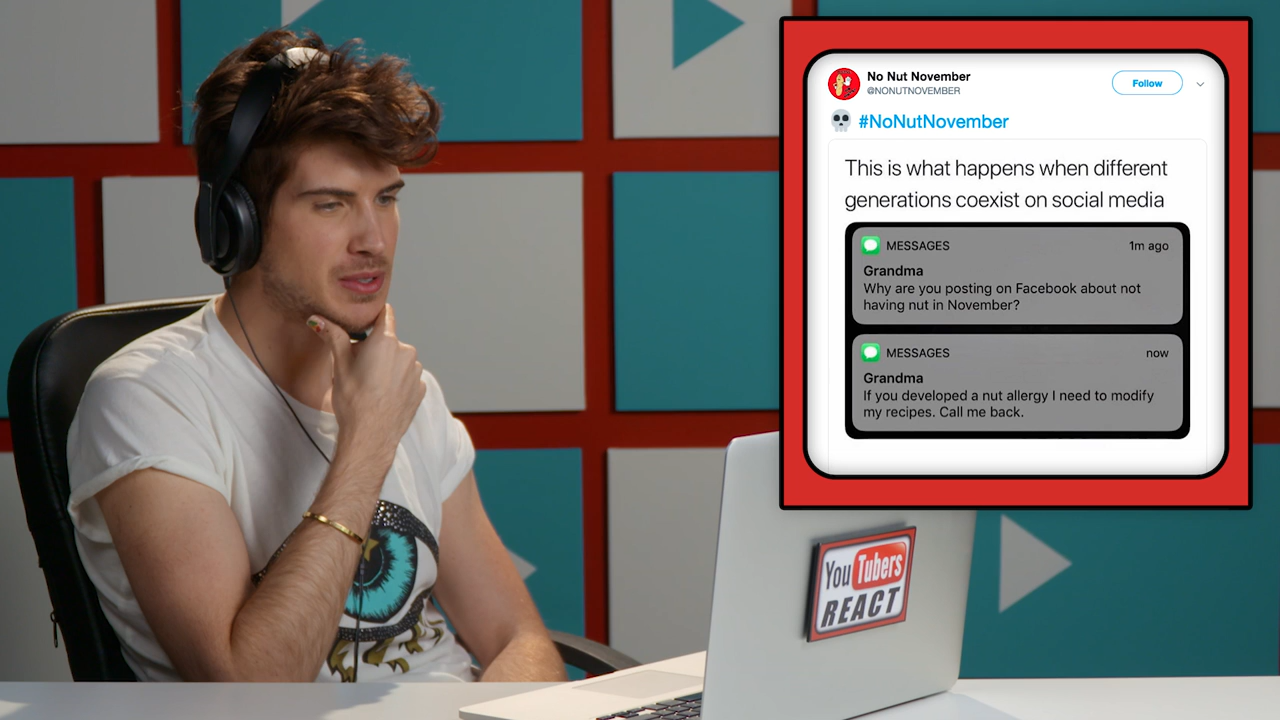 No Nut November
@NONUTNOVEMBER
Follow
💀 #NoNutNovember
This is what happens when different
generations coexist on social media
MESSAGES 1m ago
Grandma
Why are you posting on Facebook about not
having nut in November?
MESSAGES now
Grandma
If you developed a nut allergy I need to modify
my recipes. Call me back.
YouTubers
REACT